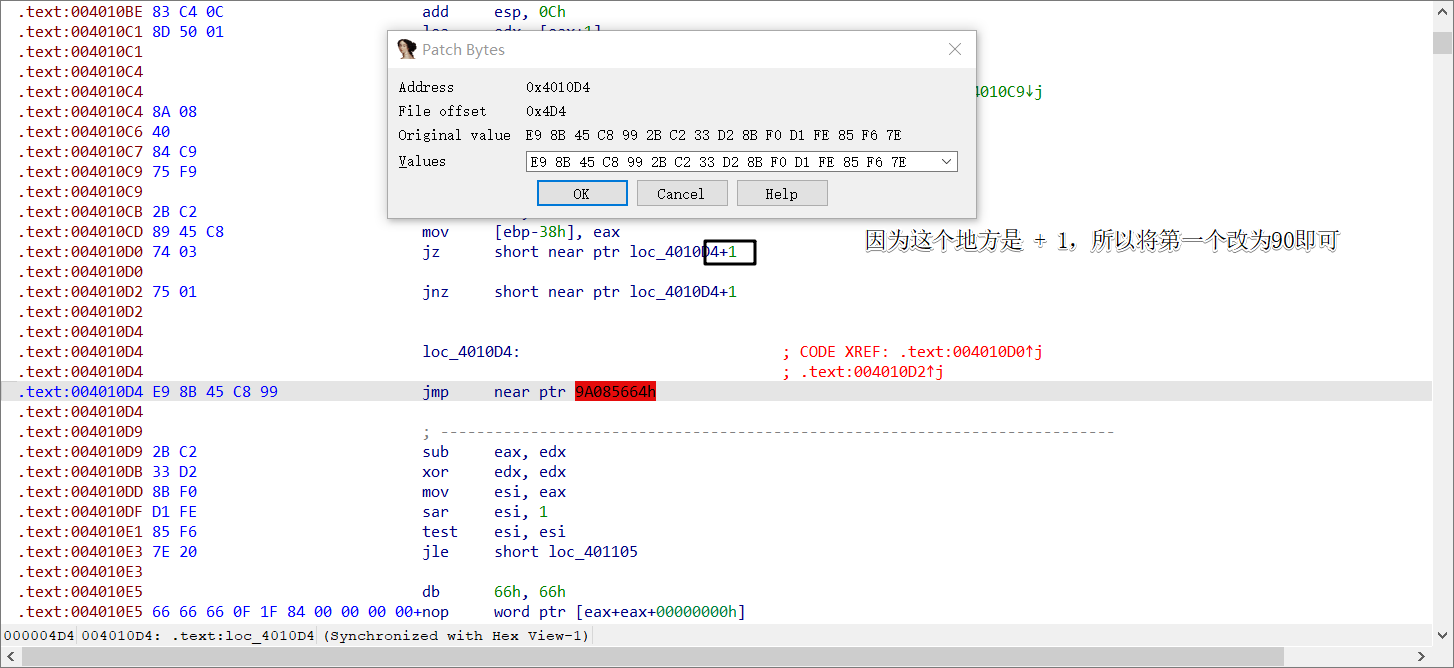 .text:004010BE 83 C4 0C add esp, 0Ch
.text:004010C1 8D 50 01
.text:004010C1
.text:004010C4
.text:004010C4 4010C9↓j
.text:004010C4 8A 08
.text:004010C6 40
.text:004010C7 84 C9
.text:004010C9 75 F9
.text:004010C9
.text:004010CB 2B C2
.text:004010CD 89 45 C8 mov [ebp-38h], eax
.text:004010D0 74 03 jz short near ptr loc_4010D4+1
.text:004010D0
.text:004010D2 75 01 jnz short near ptr loc_4010D4+1
.text:004010D2
.text:004010D4
.text:004010D4 loc_4010D4: ; CODE XREF: .text:004010D0↑j
.text:004010D4 ; .text:004010D2↑j
.text:004010D4 E9 8B 45 C8 99 jmp near ptr 9A085664h
.text:004010D4
.text:004010D9 ; ---------------------------------------------------------------------------
.text:004010D9 2B C2 sub eax, edx
.text:004010DB 33 D2 xor edx, edx
.text:004010DD 8B F0 mov esi, eax
.text:004010DF D1 FE sar esi, 1
.text:004010E1 85 F6 test esi, esi
.text:004010E3 7E 20 jle short loc_401105
.text:004010E3
.text:004010E5 db 66h, 66h
.text:004010E5 66 66 66 0F 1F 84 00 00 00 00 00+nop word ptr [eax+eax+00000000h]
000004D4 004010D4: .text:loc_4010D4 (Synchronized with Hex View-1)
Patch Bytes
Address 0x4010D4
File offset 0x4D4
Original value E9 8B 45 C8 99 2B C2 33 D2 8B F0 D1 FE 85 F6 7E
Values E9 8B 45 C8 99 2B C2 33 D2 8B F0 D1 FE 85 F6 7E
OK Cancel Help
因为这个地方是 + 1，所以将第一个改为90即可